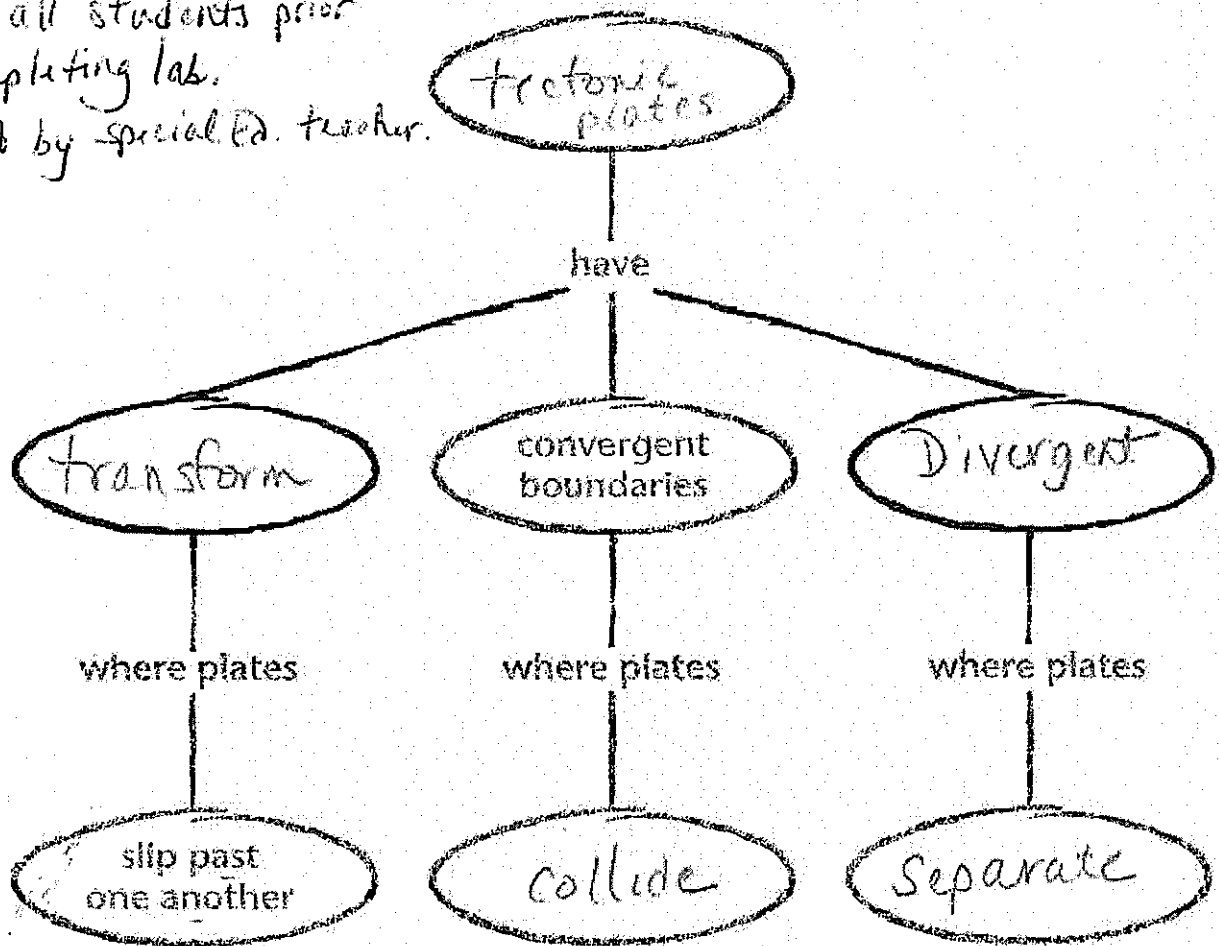 all students prior
pleting lab.
by special Ed. teacher.
tectonic
plates
have
transform
convergent
boundaries
Divergent
where plates
where plates
where plates
slip past
one another
collide
Separate